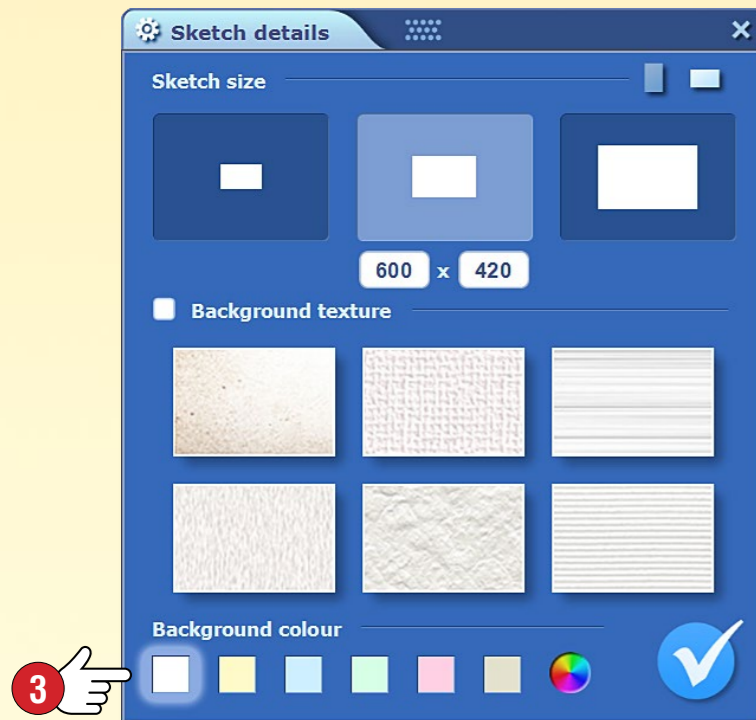 Sketch details
Sketch size
600 x 420
Background texture
Background colour
3